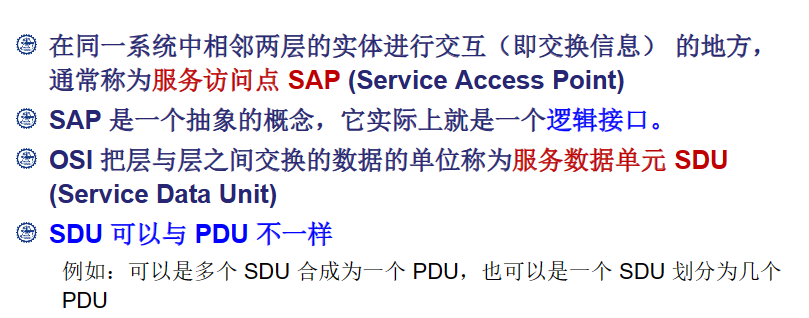 在同一系统中相邻两层的实体进行交互（即交换信息） 的地方，
通常称为服务访问点 SAP (Service Access Point)
SAP 是一个抽象的概念，它实际上就是一个逻辑接口。
OSI 把层与层之间交换的数据的单位称为服务数据单元 SDU
(Service Data Unit)
SDU 可以与 PDU 不一样
例如：可以是多个 SDU 合成为一个 PDU，也可以是一个 SDU 划分为几个
PDU